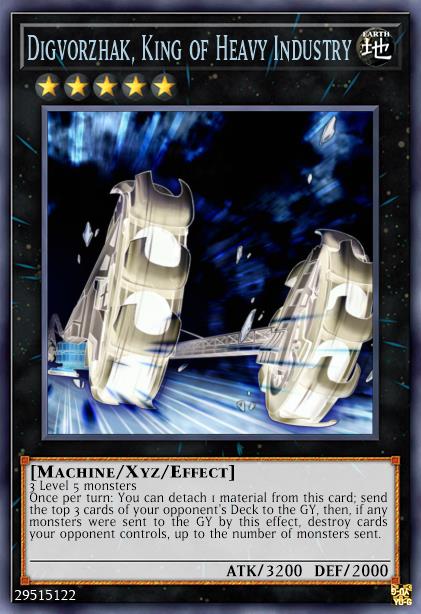 Digvorzhak, King of Heavy Industry
EARTH
地
[Machine/Xyz/Effect]
3 Level 5 monsters
Once per turn: You can detach 1 material from this card; send
the top 3 cards of your opponent's Deck to the GY, then, if any
monsters were sent to the GY by this effect, destroy cards
your opponent controls, up to the number of monsters sent.
ATK/3200 DEF/2000
29515122